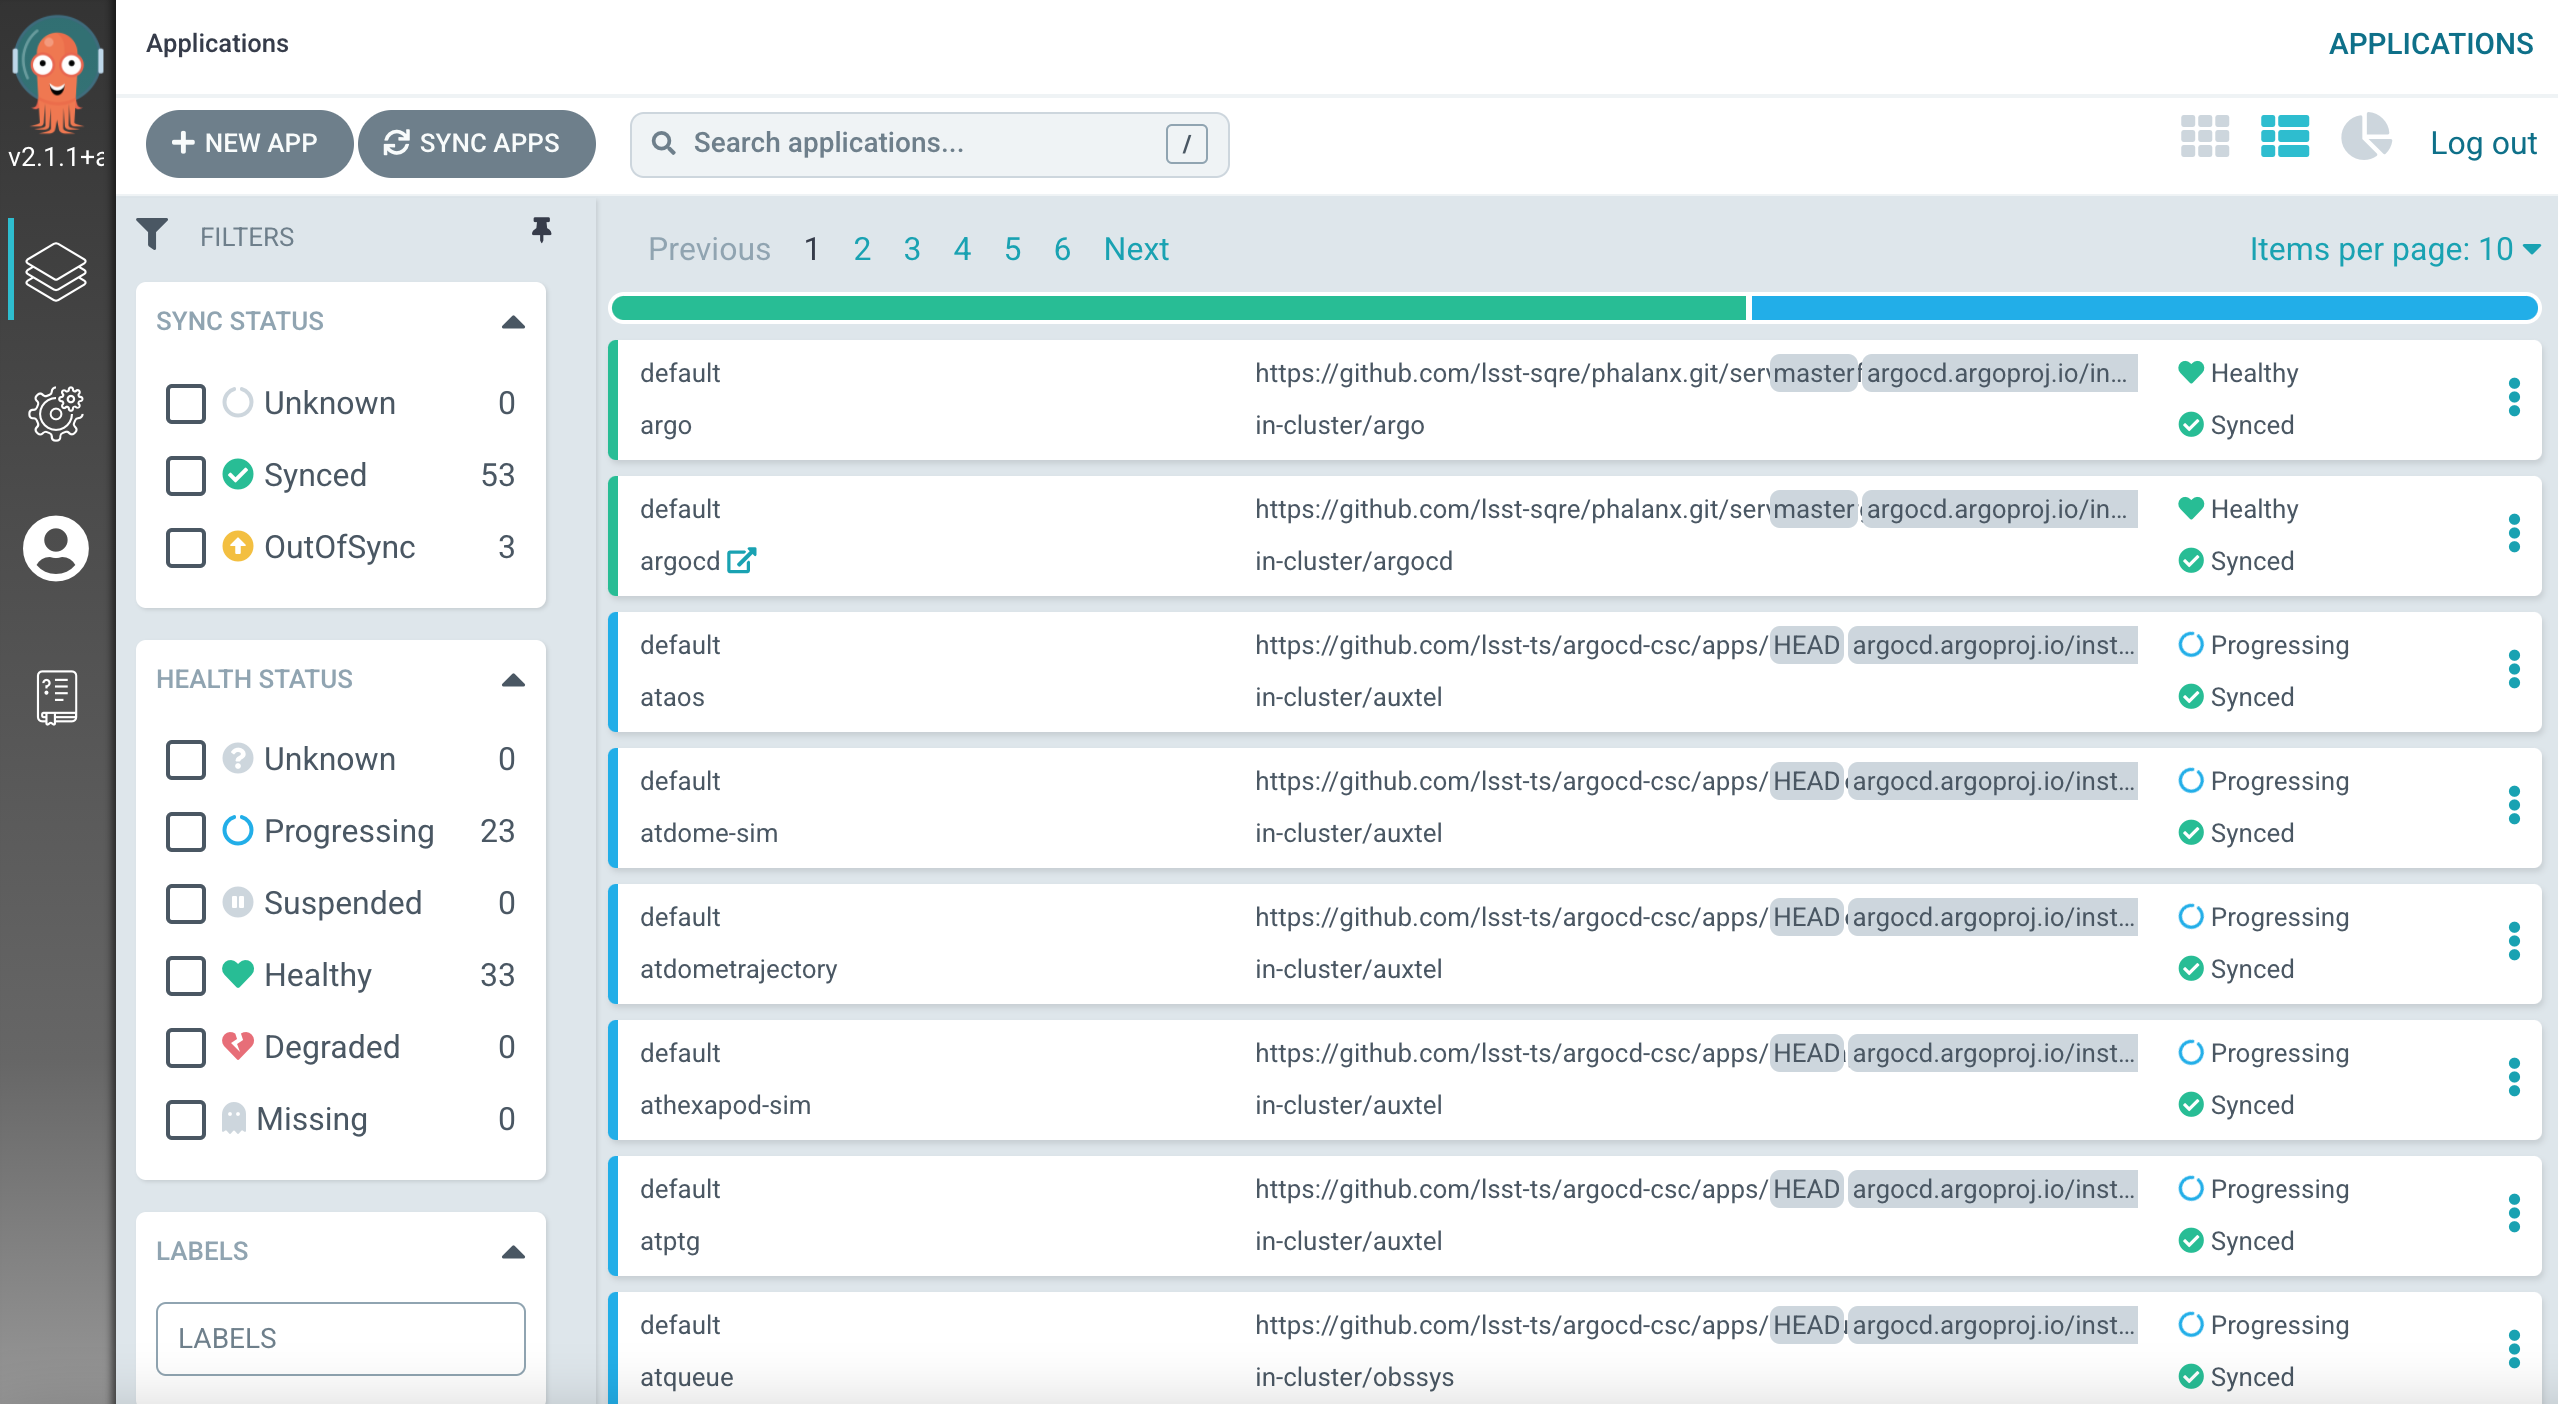 Applications
APPLICATIONS
v2.1.1+a
NEW APP
SYNC APPS
Search applications...
/
Log out
FILTERS
SYNC STATUS
Unknown 0
Synced 53
OutOfSync 3
HEALTH STATUS
Unknown 0
Progressing 23
Suspended 0
Healthy 33
Degraded 0
Missing 0
LABELS
LABELS
Previous 1 2 3 4 5 6 Next
Items per page: 10
default https://github.com/lsst-sqre/phalanx.git/ser master argocd.argoproj.io/in... Healthy
argo in-cluster/argo Synced
default https://github.com/lsst-sqre/phalanx.git/ser master argocd.argoproj.io/in... Healthy
argocd in-cluster/argocd Synced
default https://github.com/lsst-ts/argocd-csc/apps/ HEAD argocd.argoproj.io/inst... Progressing
ataos in-cluster/auxtel Synced
default https://github.com/lsst-ts/argocd-csc/apps/ HEAD argocd.argoproj.io/inst... Progressing
atdome-sim in-cluster/auxtel Synced
default https://github.com/lsst-ts/argocd-csc/apps/ HEAD argocd.argoproj.io/inst... Progressing
atdometrajectory in-cluster/auxtel Synced
default https://github.com/lsst-ts/argocd-csc/apps/ HEAD argocd.argoproj.io/inst... Progressing
athexapod-sim in-cluster/auxtel Synced
default https://github.com/lsst-ts/argocd-csc/apps/ HEAD argocd.argoproj.io/inst... Progressing
atptg in-cluster/auxtel Synced
default https://github.com/lsst-ts/argocd-csc/apps/ HEAD argocd.argoproj.io/inst... Progressing
atqueue in-cluster/obssys Synced